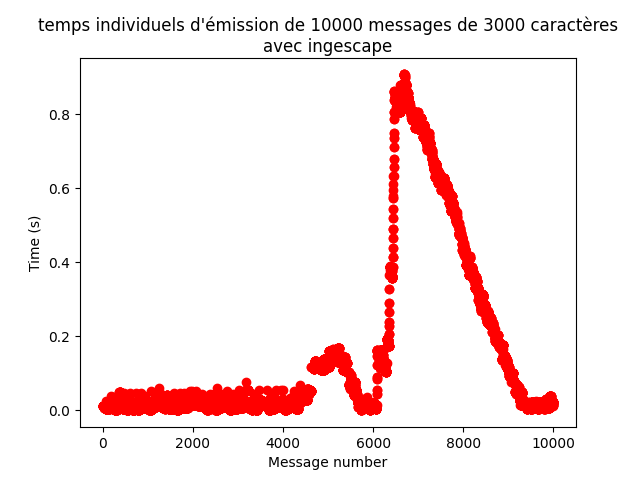 temps individuels d'émission de 10000 messages de 3000 caractères
avec ingescape
0.8
0.6
0.4
0.2
0.0
Time (s)
0 2000 4000 6000 8000 10000
Message number